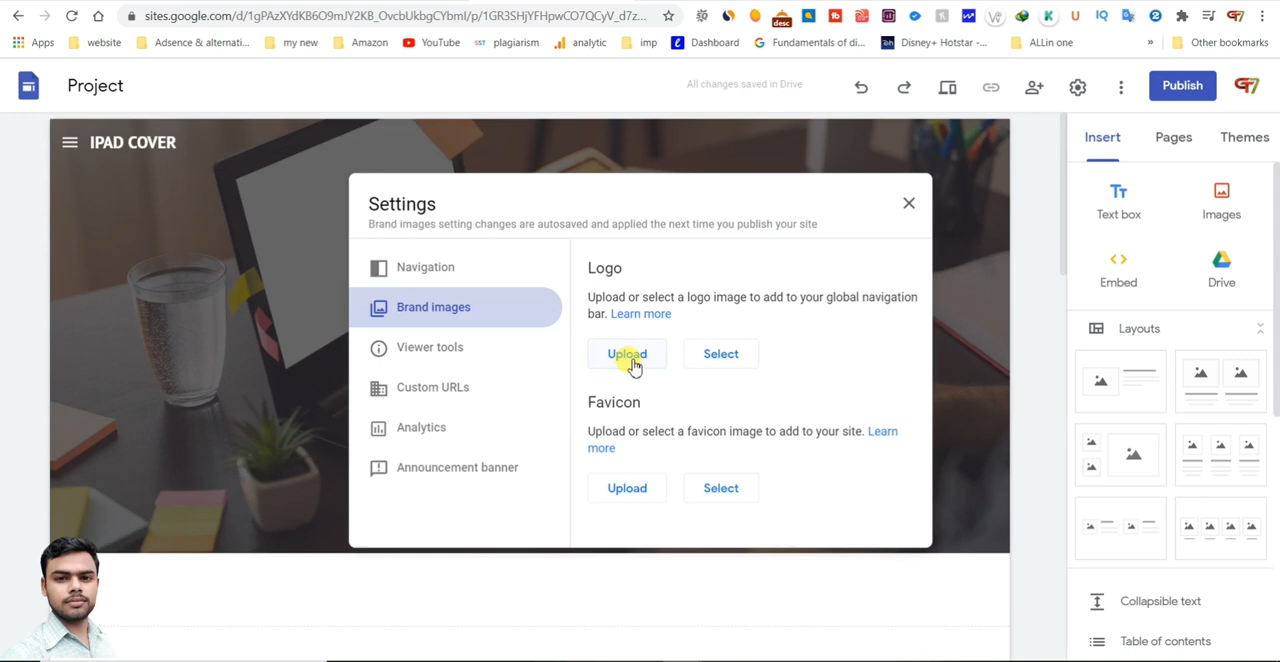 sites.google.com/d/1gPAzXYdKB6O9mJY2KB_OvcbUkbgCYbml/p/1GR3SHjYFHpwCO7QCyV_d7z...
Apps website Adsence & alternati... my new Amazon YouTube SST plagiarism analytic imp Dashboard Fundamentals of di... Disney+ Hotstar -... ALLin one » Other bookmarks
Project
All changes saved in Drive
Publish
IPAD COVER
Insert Pages Themes
Text box Images
Embed Drive
Layouts
Collapsible text
Table of contents
Settings
Brand images setting changes are autosaved and applied the next time you publish your site
Navigation
Brand images
Viewer tools
Custom URLs
Analytics
Announcement banner
Logo
Upload or select a logo image to add to your global navigation
bar. Learn more
Upload Select
Favicon
Upload or select a favicon image to add to your site. Learn
more
Upload Select